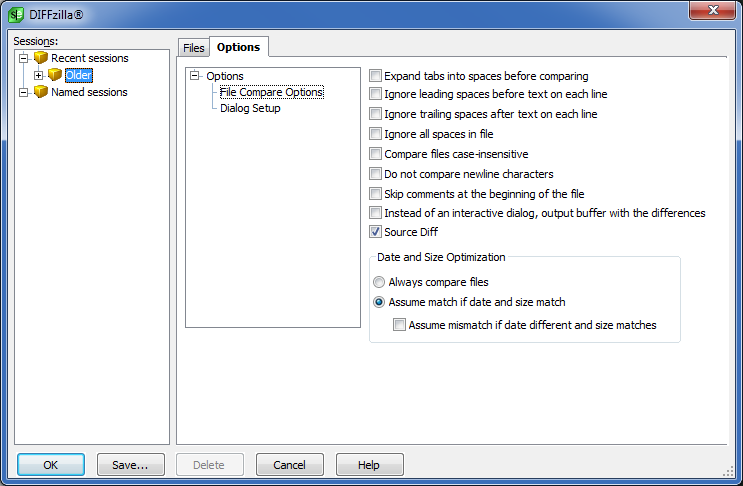 DIFFzilla®
Sessions:
Recent sessions
Older
Named sessions
Files
Options
Options
File Compare Options
Dialog Setup
Expand tabs into spaces before comparing
Ignore leading spaces before text on each line
Ignore trailing spaces after text on each line
Ignore all spaces in file
Compare files case-insensitive
Do not compare newline characters
Skip comments at the beginning of the file
Instead of an interactive dialog, output buffer with the differences
Source Diff
Date and Size Optimization
Always compare files
Assume match if date and size match
Assume mismatch if date different and size matches
OK
Save...
Delete
Cancel
Help